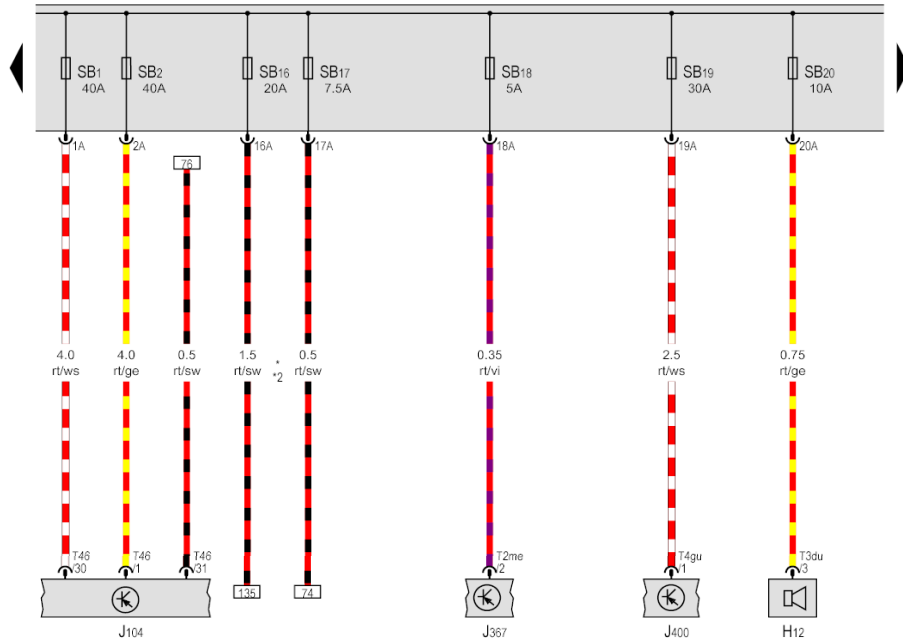 SB1 SB2 SB16 SB17 SB18 SB19 SB20
40A 40A 20A 7.5A 5A 30A 10A
1A 2A 16A 17A 18A 19A 20A
76
4.0 4.0 0.5 1.5 * 0.5 0.35 2.5 0.75
rt/ws rt/ge rt/sw rt/sw *2 rt/sw rt/vi rt/ws rt/ge
T46 T46 T46 T2me T4gu T3du
/30 /1 /31 /2 /1 /3
135 74
J104 J367 J400 H12